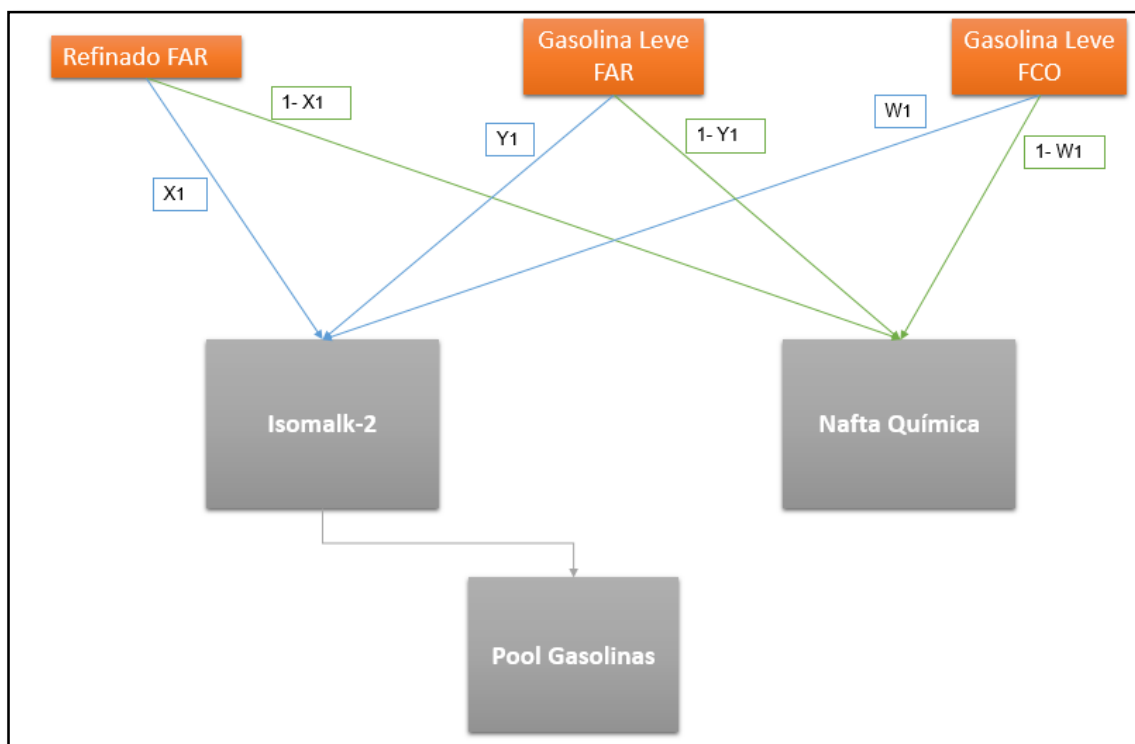 Refinado FAR
Gasolina Leve
FAR
Gasolina Leve
FCO
1- X1
Y1
1- Y1
W1
1- W1
X1
Isomalk-2
Nafta Química
Pool Gasolinas